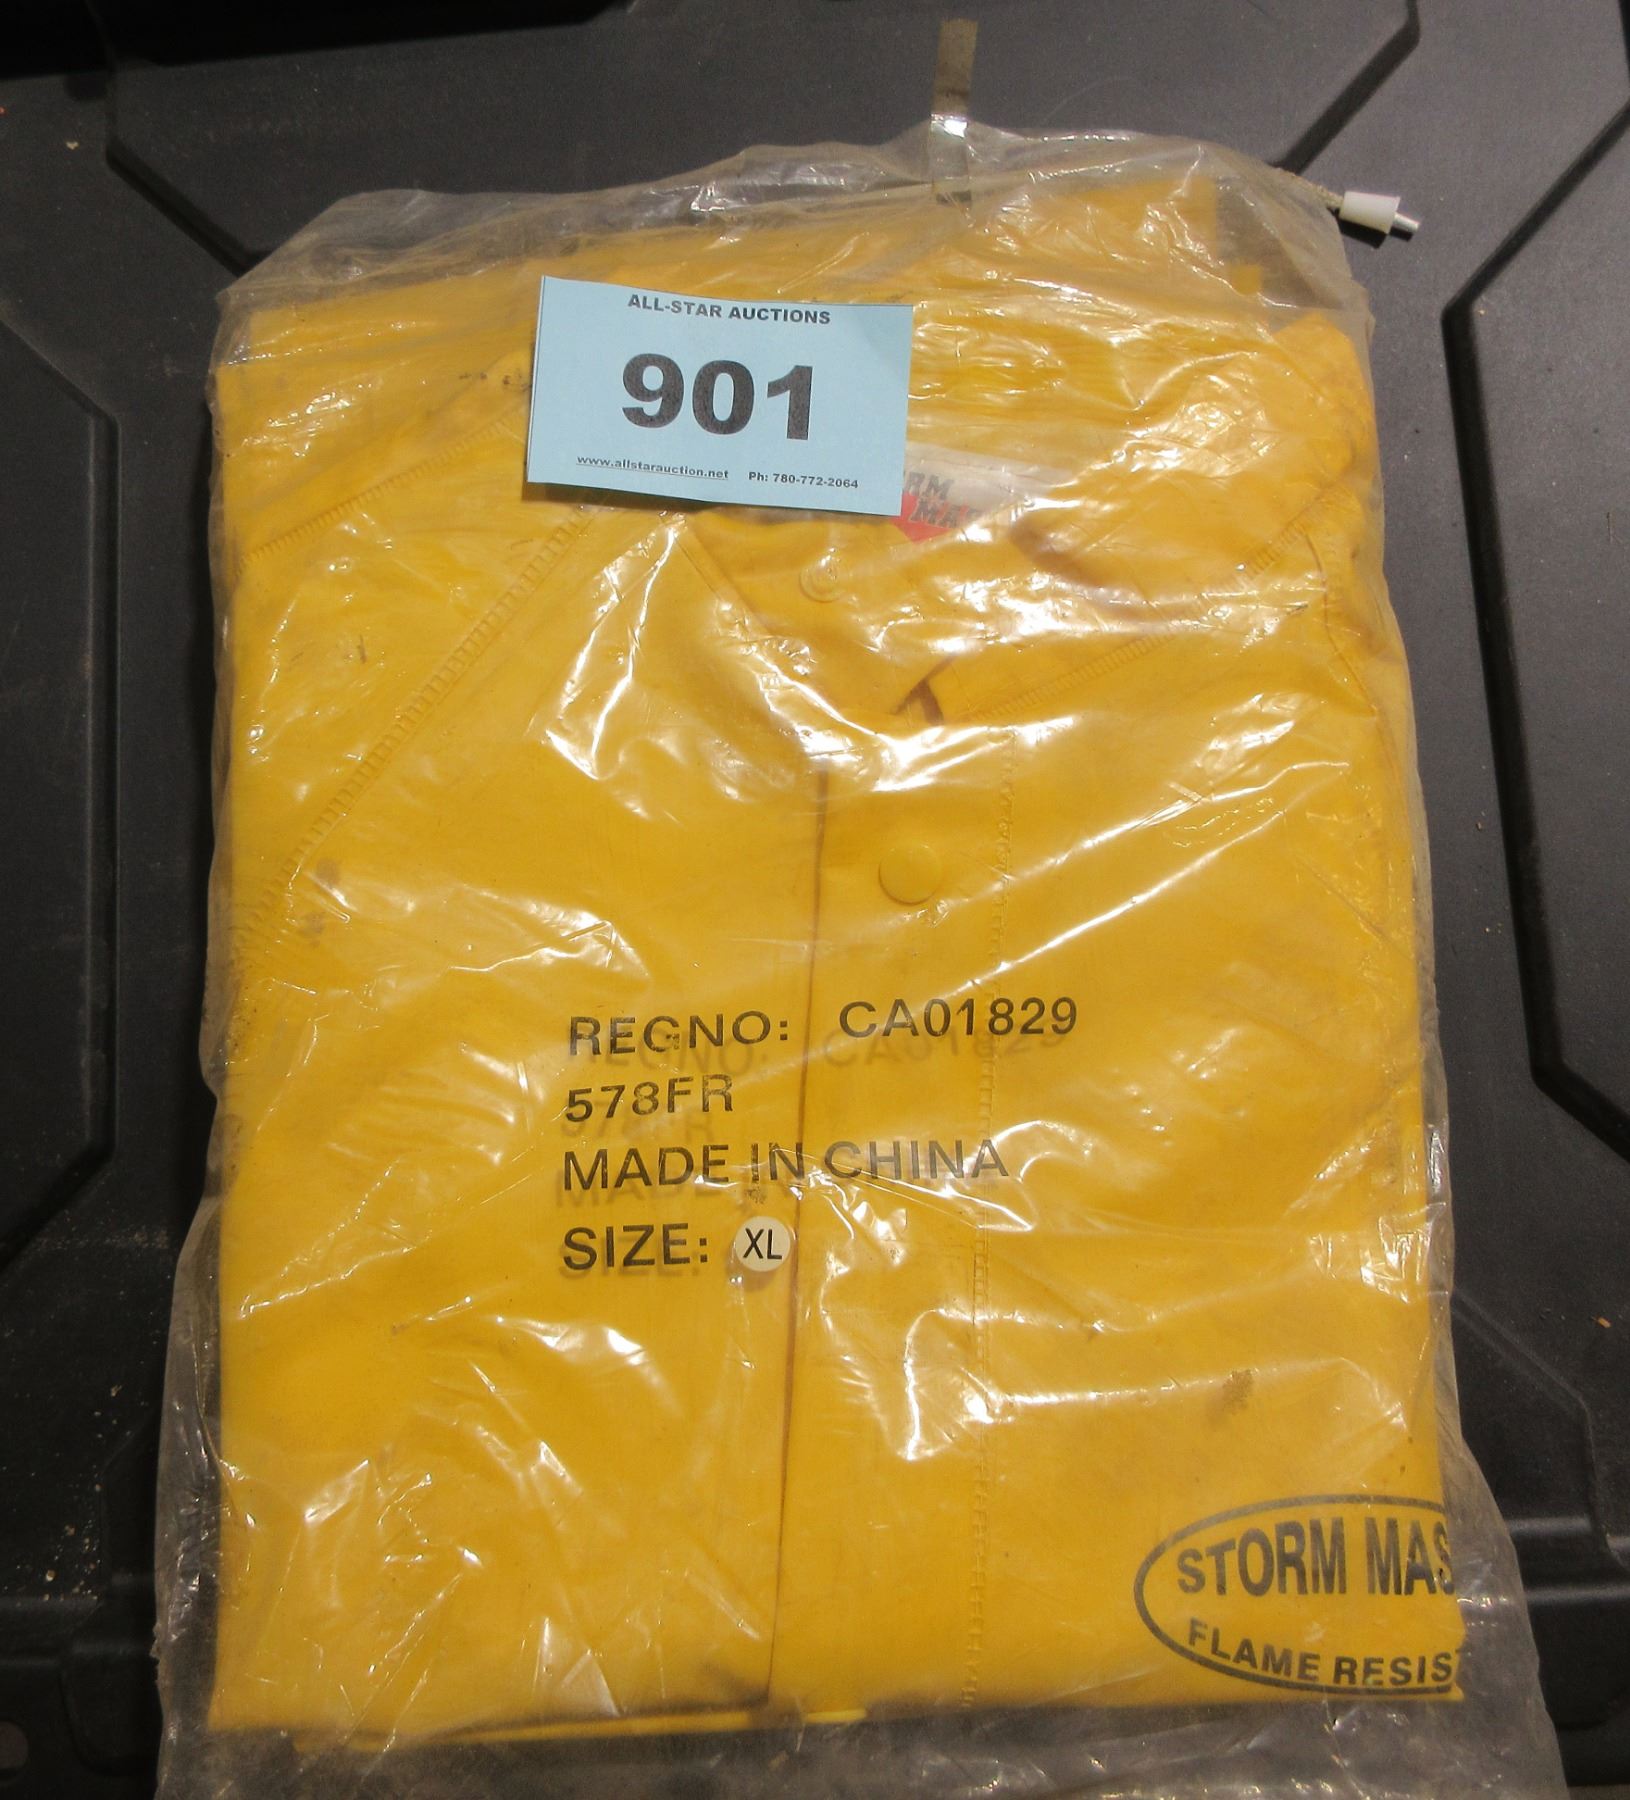 ALL-STAR AUCTIONS
901
www.allstarauction.net Ph: 780-772-2064
REGNO: CA01829
578FR
MADE IN CHINA
SIZE: XL
STORM MAS
FLAME RESIS